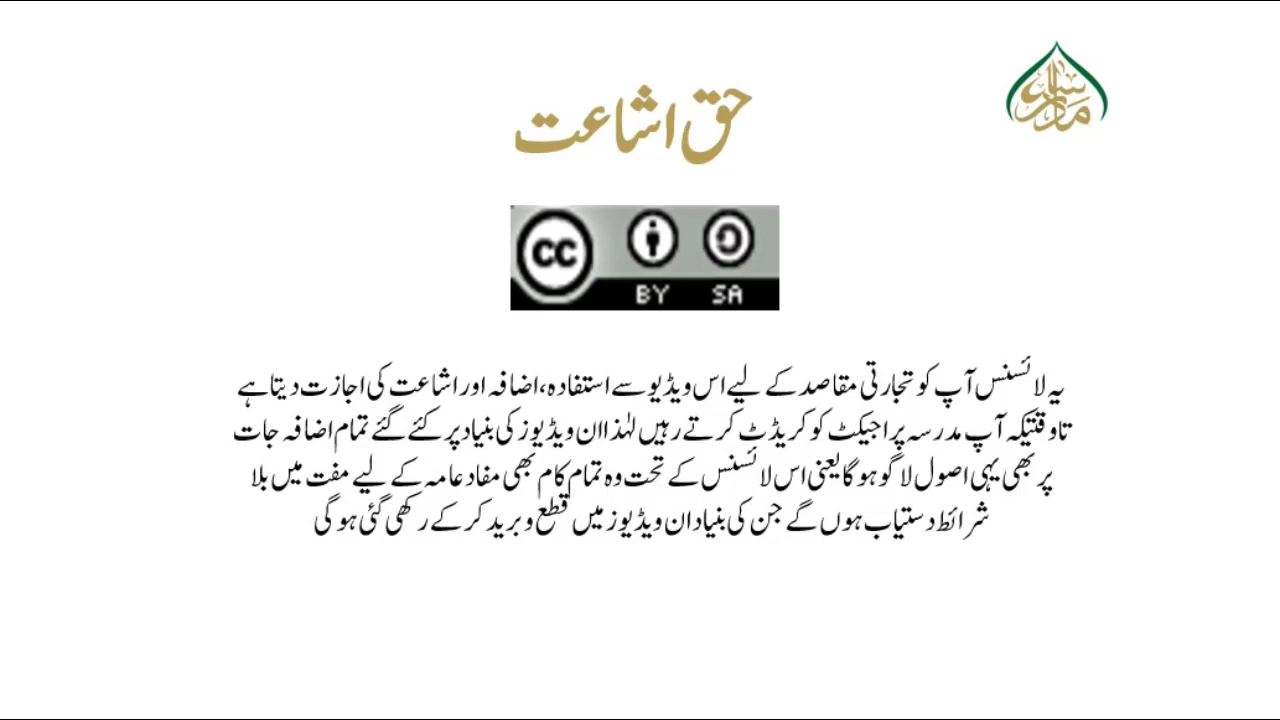 مدرسہ
حق اشاعت
CC BY SA
یہ لائسنس آپ کو تجارتی مقاصد کے لیے اس ویڈیو سے استفادہ، اضافہ اور اشاعت کی اجازت دیتا ہے
تاوقتیکہ آپ مدرسہ پراجیکٹ کو کریڈٹ کرتے رہیں لہٰذا ان ویڈیوز کی بنیاد پر کئے گئے تمام اضافہ جات
پر بھی یہی اصول لاگو ہوگا یعنی اس لائسنس کے تحت وہ تمام کام بھی مفاد عامہ کے لیے مفت میں بلا
شرائط دستیاب ہوں گے جن کی بنیاد ان ویڈیوز میں قطع و برید کر کے رکھی گئی ہوگی